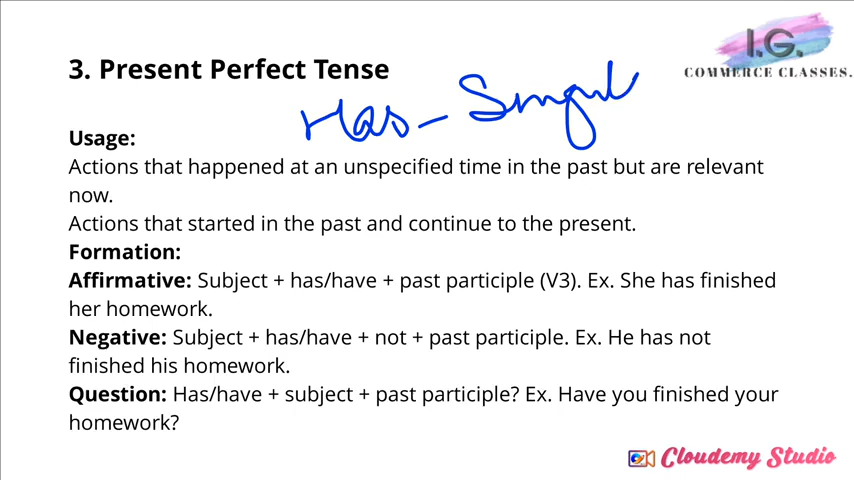 I.G.
COMMERCE CLASSES.
3. Present Perfect Tense
Has - Singul
Usage:
Actions that happened at an unspecified time in the past but are relevant
now.
Actions that started in the past and continue to the present.
Formation:
Affirmative: Subject + has/have + past participle (V3). Ex. She has finished
her homework.
Negative: Subject + has/have + not + past participle. Ex. He has not
finished his homework.
Question: Has/have + subject + past participle? Ex. Have you finished your
homework?
Cloudemy Studio